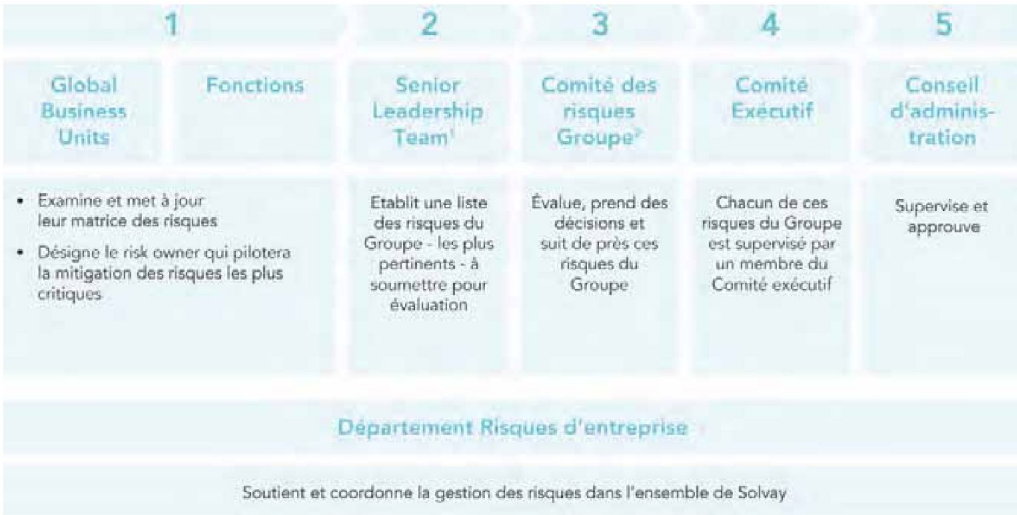 1
2
3
4
5
Global
Business
Units
Fonctions
Senior
Leadership
Team¹
Comité des
risques
Groupe²
Comité
Exécutif
Conseil
d'adminis-
tration
• Examine et met à jour
leur matrice des risques
• Désigne le risk owner qui pilotera
la mitigation des risques les plus
critiques
Etablit une liste
des risques du
Groupe - les plus
pertinents - à
soumettre pour
évaluation
Évalue, prend des
décisions et
suit de près ces
risques du
Groupe
Chacun de ces
risques du Groupe
est supervisé par
un membre du
Comité exécutif
Supervise et
approuve
Département Risques d'entreprise
Soutient et coordonne la gestion des risques dans l'ensemble de Solvay